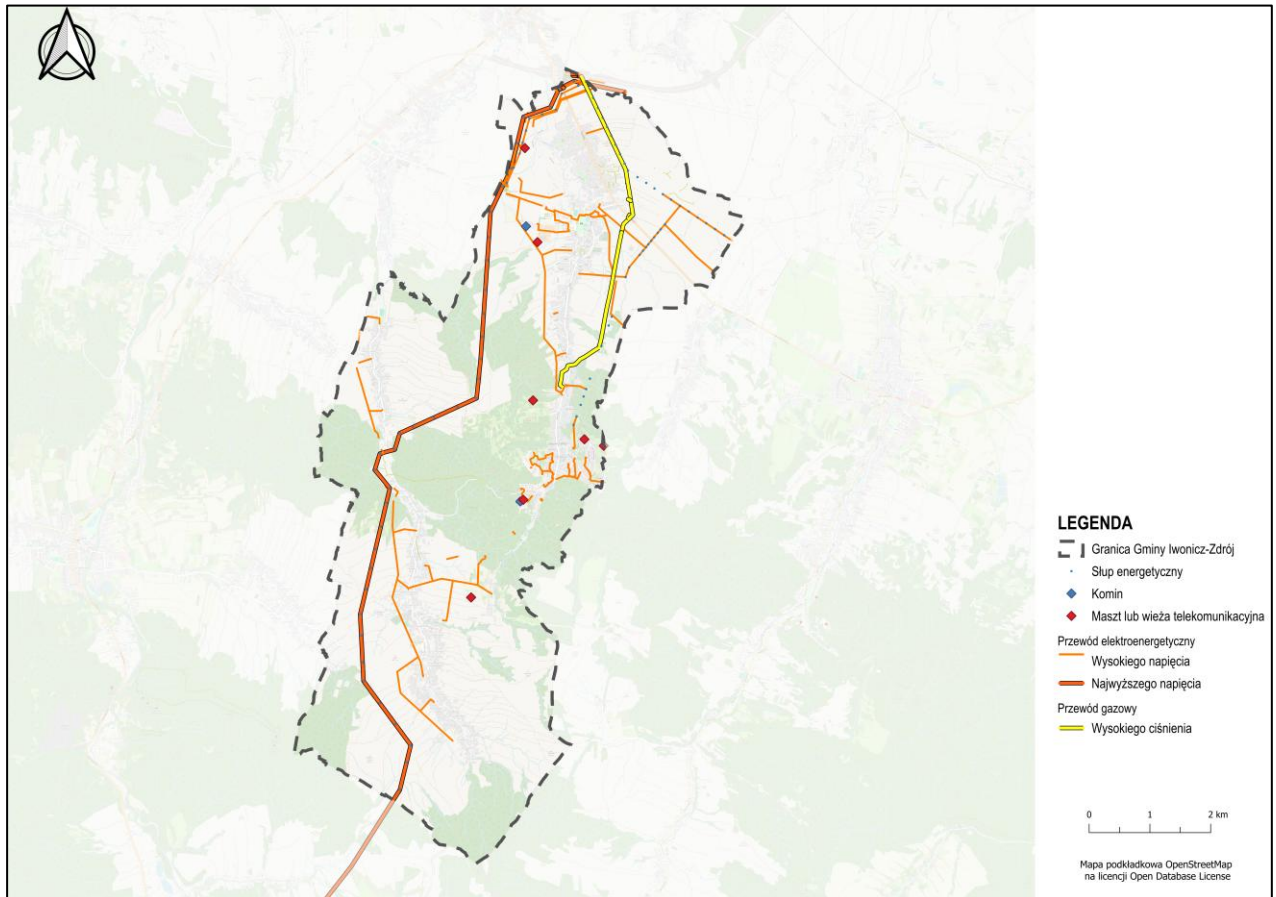 LEGENDA
Granica Gminy Iwonicz-Zdrój
Słup energetyczny
Komin
Maszt lub wieża telekomunikacyjna
Przewód elektroenergetyczny
Wysokiego napięcia
Najwyższego napięcia
Przewód gazowy
Wysokiego ciśnienia
0 1 2 km
Mapa podkładkowa OpenStreetMap
na licencji Open Database License